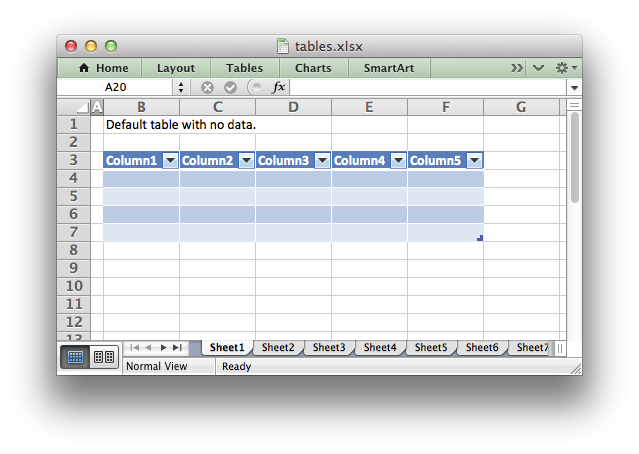 tables.xlsx
Home Layout Tables Charts SmartArt
A20 fx
A B C D E F G
1 Default table with no data.
2
3 Column1 Column2 Column3 Column4 Column5
4
5
6
7
8
9
10
11
12
13
Sheet1 Sheet2 Sheet3 Sheet4 Sheet5 Sheet6 Sheet7
Normal View Ready